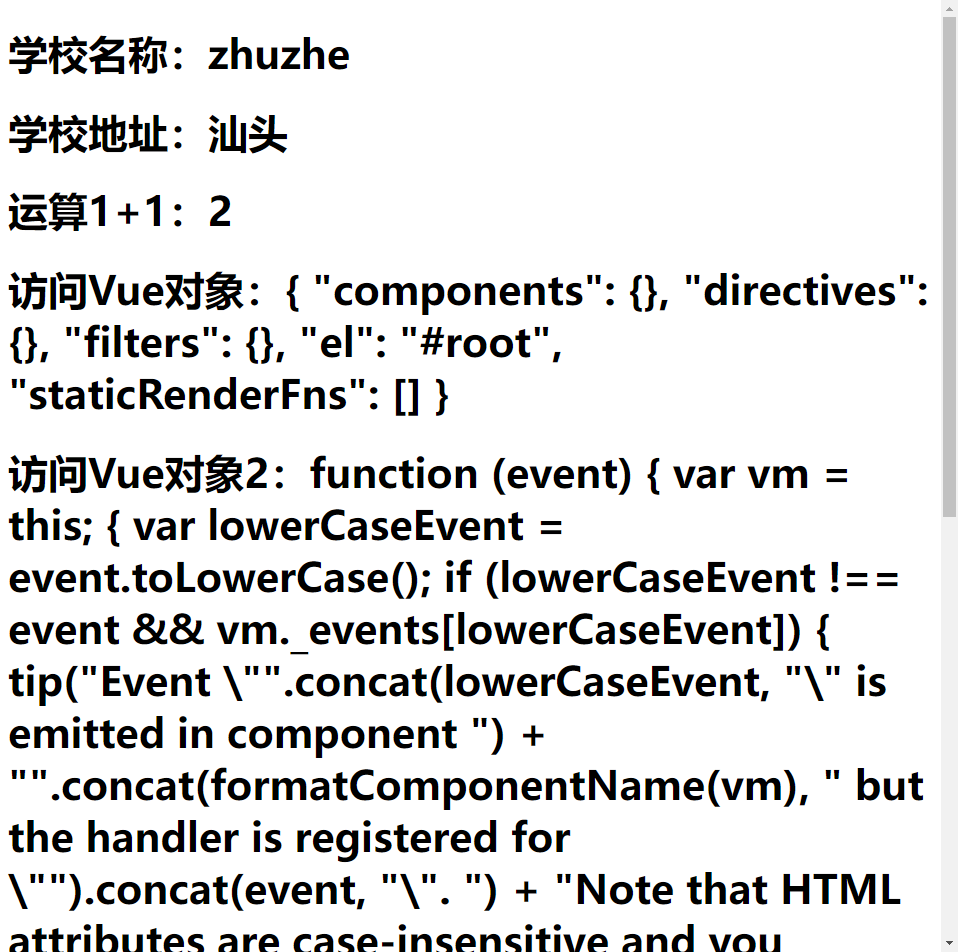 学校名称：zhuzhe
学校地址：汕头
运算1+1：2
访问Vue对象：{ "components": {}, "directives":
{}, "filters": {}, "el": "#root",
"staticRenderFns": [] }
访问Vue对象2：function (event) { var vm =
this; { var lowerCaseEvent =
event.toLowerCase(); if (lowerCaseEvent !==
event && vm._events[lowerCaseEvent]) {
tip("Event \"".concat(lowerCaseEvent, "\" is
emitted in component ") +
"".concat(formatComponentName(vm), " but
the handler is registered for
\"").concat(event, "\". ") + "Note that HTML
attributes are case-insensitive and you